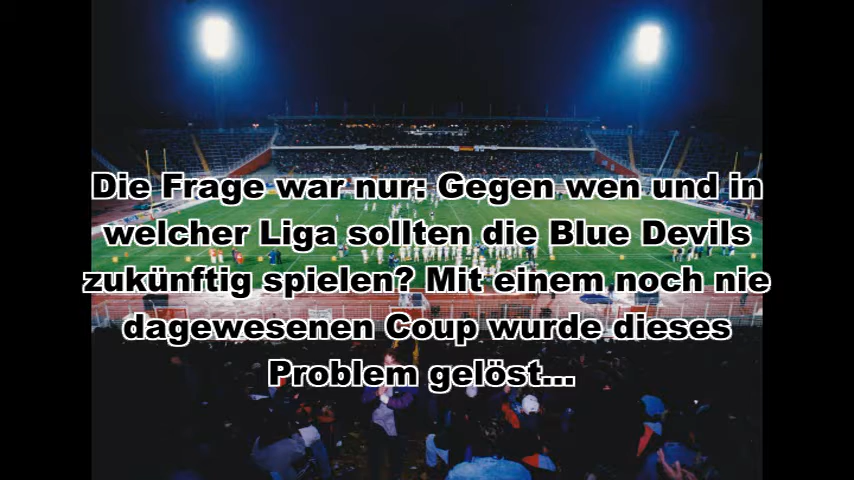 Die Frage war nur: Gegen wen und in
welcher Liga sollten die Blue Devils
zukünftig spielen? Mit einem noch nie
dagewesenen Coup wurde dieses
Problem gelöst...